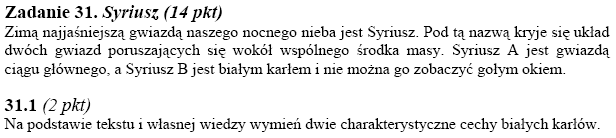 Zadanie 31. Syriusz (14 pkt)
Zimą najjaśniejszą gwiazdą naszego nocnego nieba jest Syriusz. Pod tą nazwą kryje się układ
dwóch gwiazd poruszających się wokół wspólnego środka masy. Syriusz A jest gwiazdą
ciągu głównego, a Syriusz B jest białym karłem i nie można go zobaczyć gołym okiem.
31.1 (2 pkt)
Na podstawie tekstu i własnej wiedzy wymień dwie charakterystyczne cechy białych karłów.